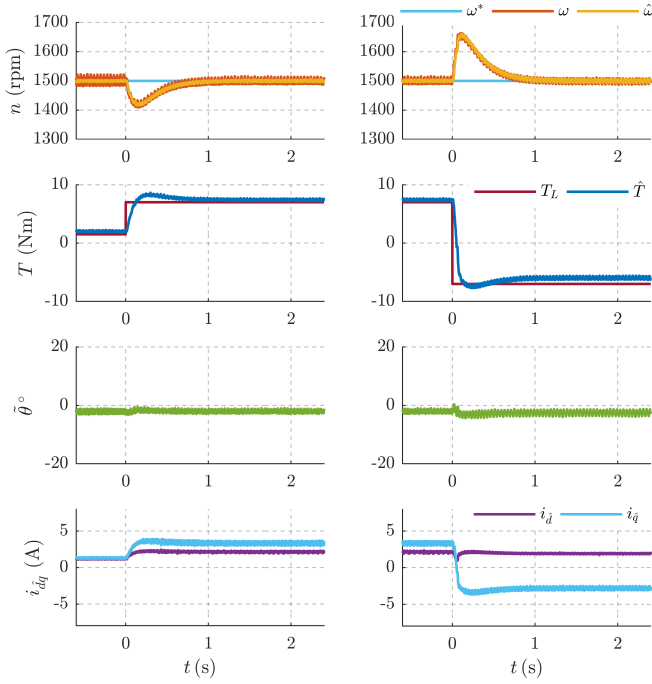 ω* ω ω̂
1700 1700
1600 1600
1500 1500
1400 1400
1300 1300
n (rpm)
0 1 2 0 1 2
10 10
0 0
-10 -10
T (Nm)
T_L T̂
0 1 2 0 1 2
20 20
0 0
-20 -20
θ̃°
0 1 2 0 1 2
5 5
0 0
-5 -5
i_d̂q̂ (A)
i_d̂ i_q̂
0 1 2 0 1 2
t (s) t (s)